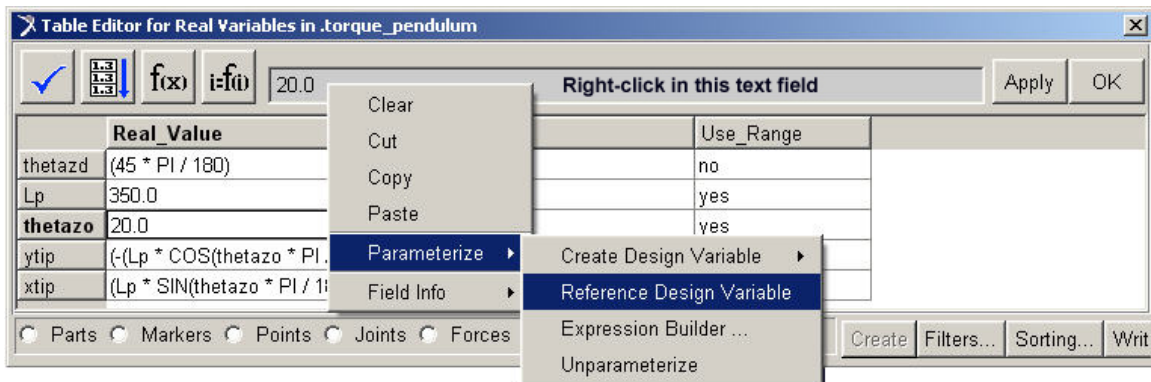 Table Editor for Real Variables in .torque_pendulum
f(x) i=f(i) 20.0 Right-click in this text field Apply OK
Clear
Cut
Copy
Paste
Parameterize
Field Info
Real_Value Use_Range
thetazd (45 * PI / 180) no
Lp 350.0 yes
thetazo 20.0 yes
ytip (-(Lp * COS(thetazo * PI
xtip (Lp * SIN(thetazo * PI / 1
Create Design Variable
Reference Design Variable
Expression Builder ...
Unparameterize
Parts Markers Points Joints Forces Create Filters... Sorting... Writ